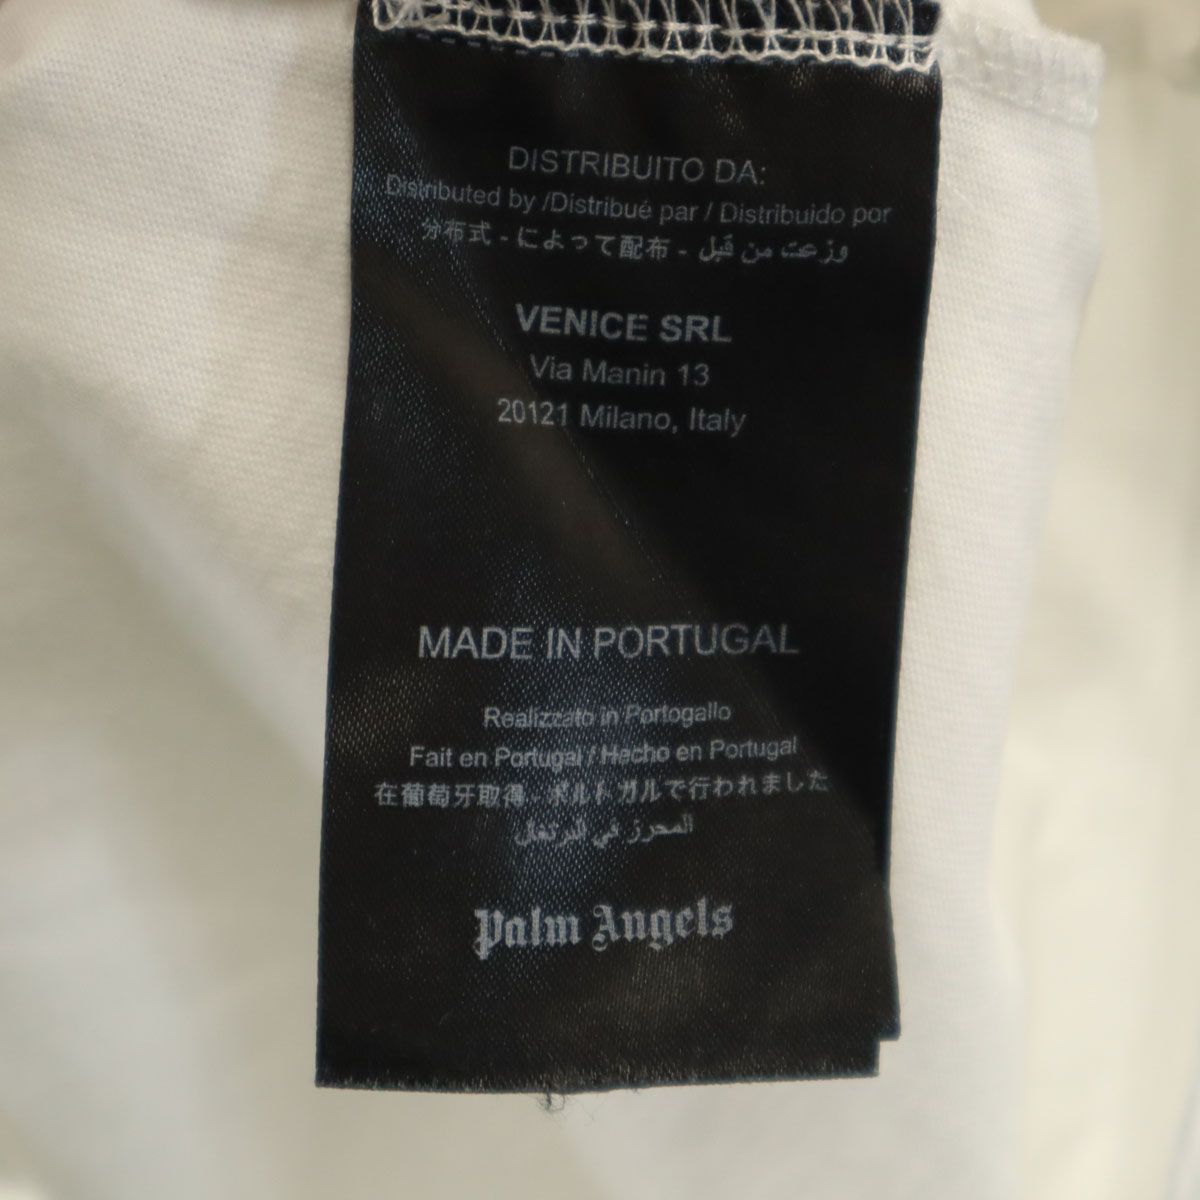 DISTRIBUITO DA:
Distributed by /Distribué par / Distribuido por
分布式 - によって配布 - وزعت من قبل
VENICE SRL
Via Manin 13
20121 Milano, Italy
MADE IN PORTUGAL
Realizzato in Portogallo
Fait en Portugal / Hecho en Portugal
在葡萄牙取得 - ポルトガルで行われました
المحرز في البرتغال
Palm Angels